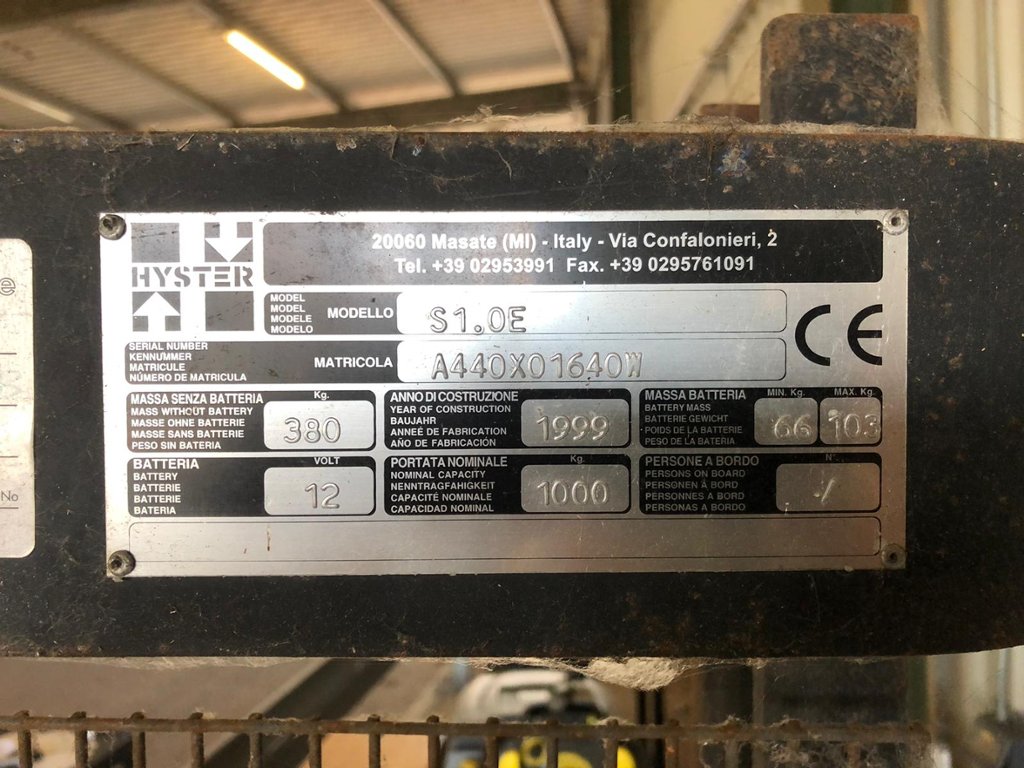 20060 Masate (MI) - Italy - Via Confalonieri, 2
Tel. +39 02953991 Fax. +39 0295761091
HYSTER
MODEL
MODEL
MODELE
MODELO
MODELLO
S1.0E
CE
SERIAL NUMBER
KENNUMMER
MATRICULE
NÚMERO DE MATRICULA
MATRICOLA
A440X01640W
MASSA SENZA BATTERIA
MASS WITHOUT BATTERY
MASSE OHNE BATTERIE
MASSE SANS BATTERIE
PESO SIN BATERIA
Kg.
380
ANNO DI COSTRUZIONE
YEAR OF CONSTRUCTION
BAUJAHR
ANNEÉ DE FABRICATION
AÑO DE FABRICACIÓN
1999
MASSA BATTERIA
BATTERY MASS
BATTERIE GEWICHT
POIDS DE LA BATTERIE
PESO DE LA BATERIA
MIN. Kg.
66
MAX. Kg.
103
BATTERIA
BATTERY
BATTERIE
BATTERIE
BATERIA
VOLT
12
PORTATA NOMINALE
NOMINAL CAPACITY
NENNTRAGFAHIGKEIT
CAPACITÉ NOMINALE
CAPACIDAD NOMINAL
Kg.
1000
PERSONE A BORDO
PERSONS ON BOARD
PERSONEN Ä BORD
PERSONNES A BORD
PERSONAS A BORDO
N°.
/
e
No